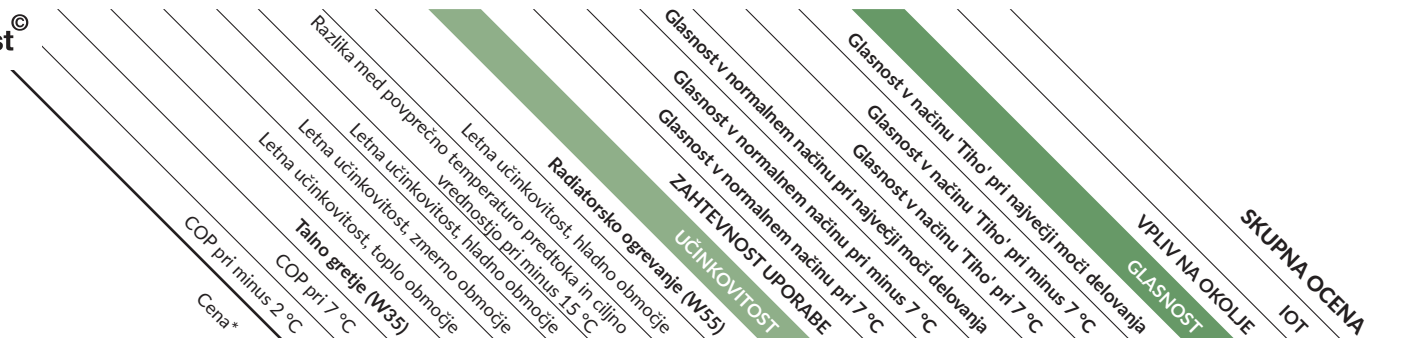 st©
Cena*
COP pri minus 2 °C
COP pri 7 °C
Talno gretje (W35)
Letna učinkovitost, toplo območje
Letna učinkovitost, zmerno območje
Letna učinkovitost, hladno območje
Razlika med povprečno temperaturo predtoka in ciljno
vrednostjo pri minus 15 °C
Letna učinkovitost, hladno območje
Radiatorsko ogrevanje (W55)
UČINKOVITOST
ZAHTEVNOST UPORABE
Glasnost v normalnem načinu pri 7 °C
Glasnost v normalnem načinu pri minus 7 °C
Glasnost v normalnem načinu pri največji moči delovanja
Glasnost v načinu 'Tiho' pri 7 °C
Glasnost v načinu 'Tiho' pri minus 7 °C
Glasnost v načinu 'Tiho' pri največji moči delovanja
GLASNOST
VPLIV NA OKOLJE
IOT
SKUPNA OCENA